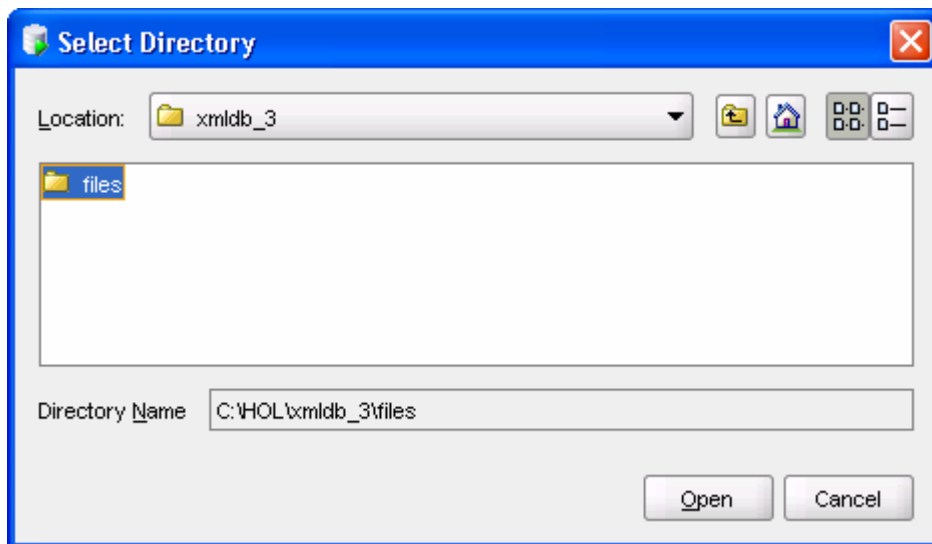 Select Directory
Location: xmldb_3
files
Directory Name C:\HOL\xmldb_3\files
Open Cancel